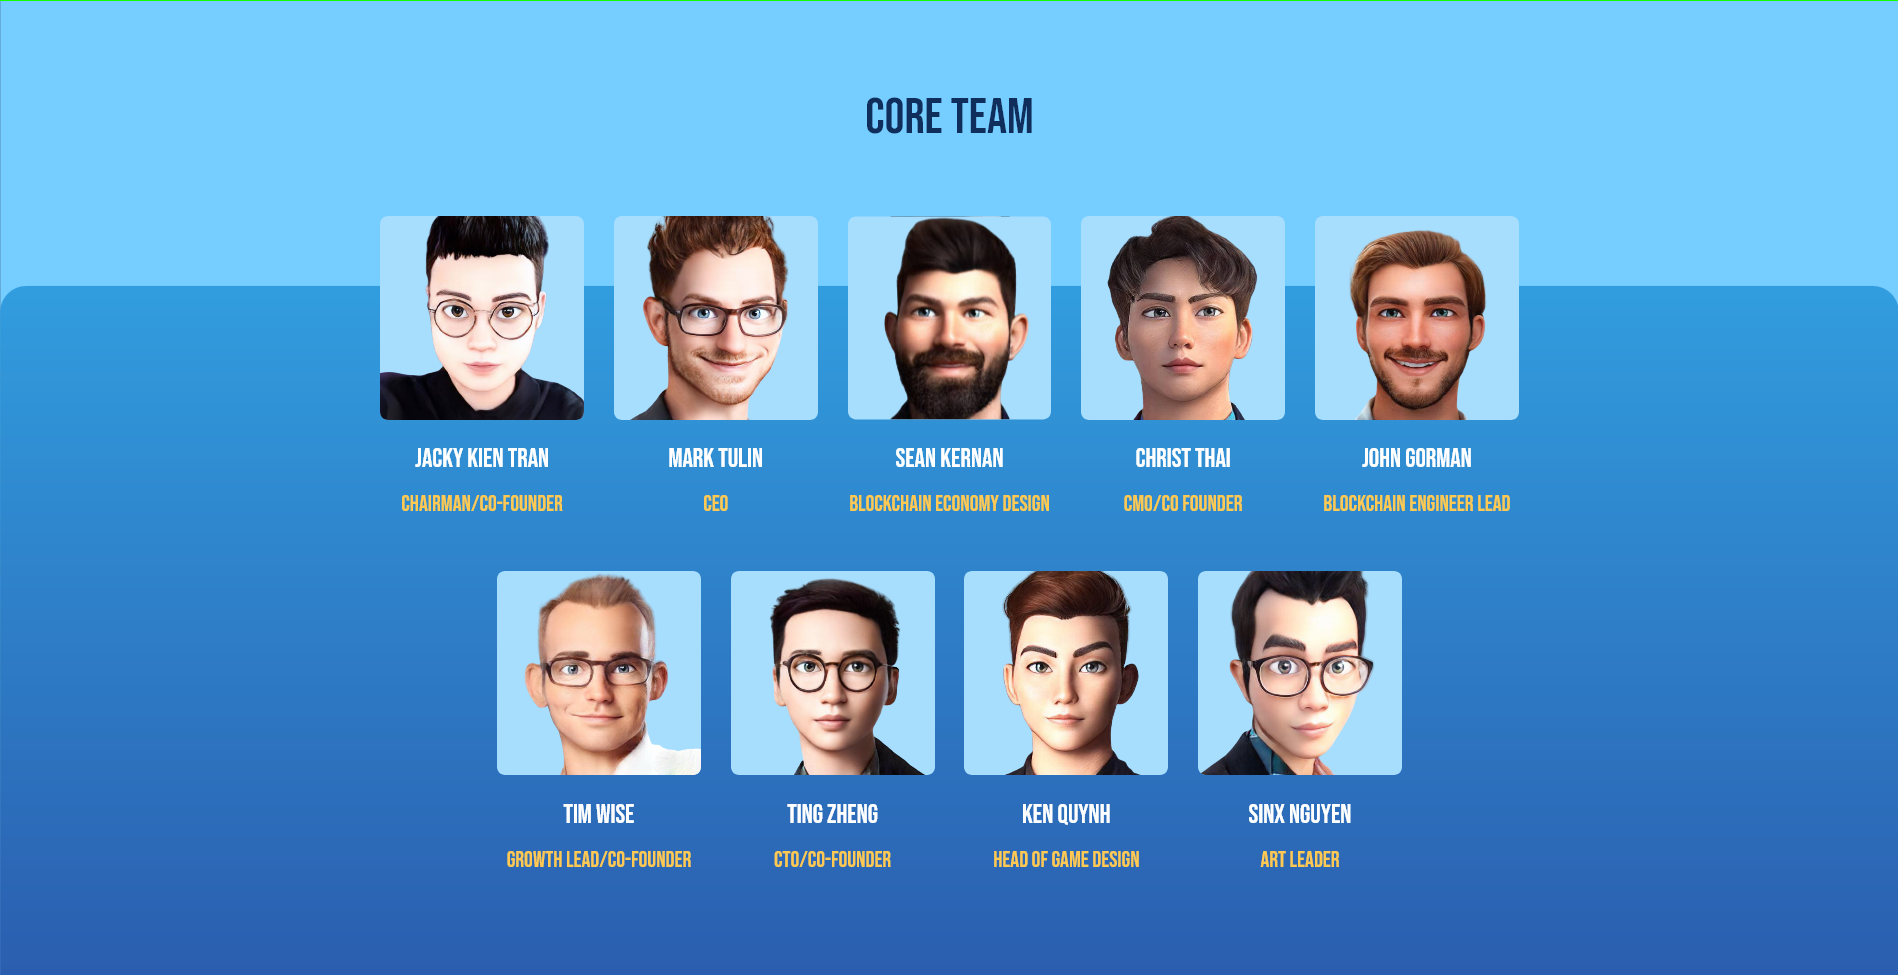 CORE TEAM
JACKY KIEN TRAN
MARK TULIN
SEAN KERNAN
CHRIST THAI
JOHN GORMAN
CHAIRMAN/CO-FOUNDER
CEO
BLOCKCHAIN ECONOMY DESIGN
CMO/CO FOUNDER
BLOCKCHAIN ENGINEER LEAD
TIM WISE
TING ZHENG
KEN QUYNH
SINX NGUYEN
GROWTH LEAD/CO-FOUNDER
CTO/CO-FOUNDER
HEAD OF GAME DESIGN
ART LEADER